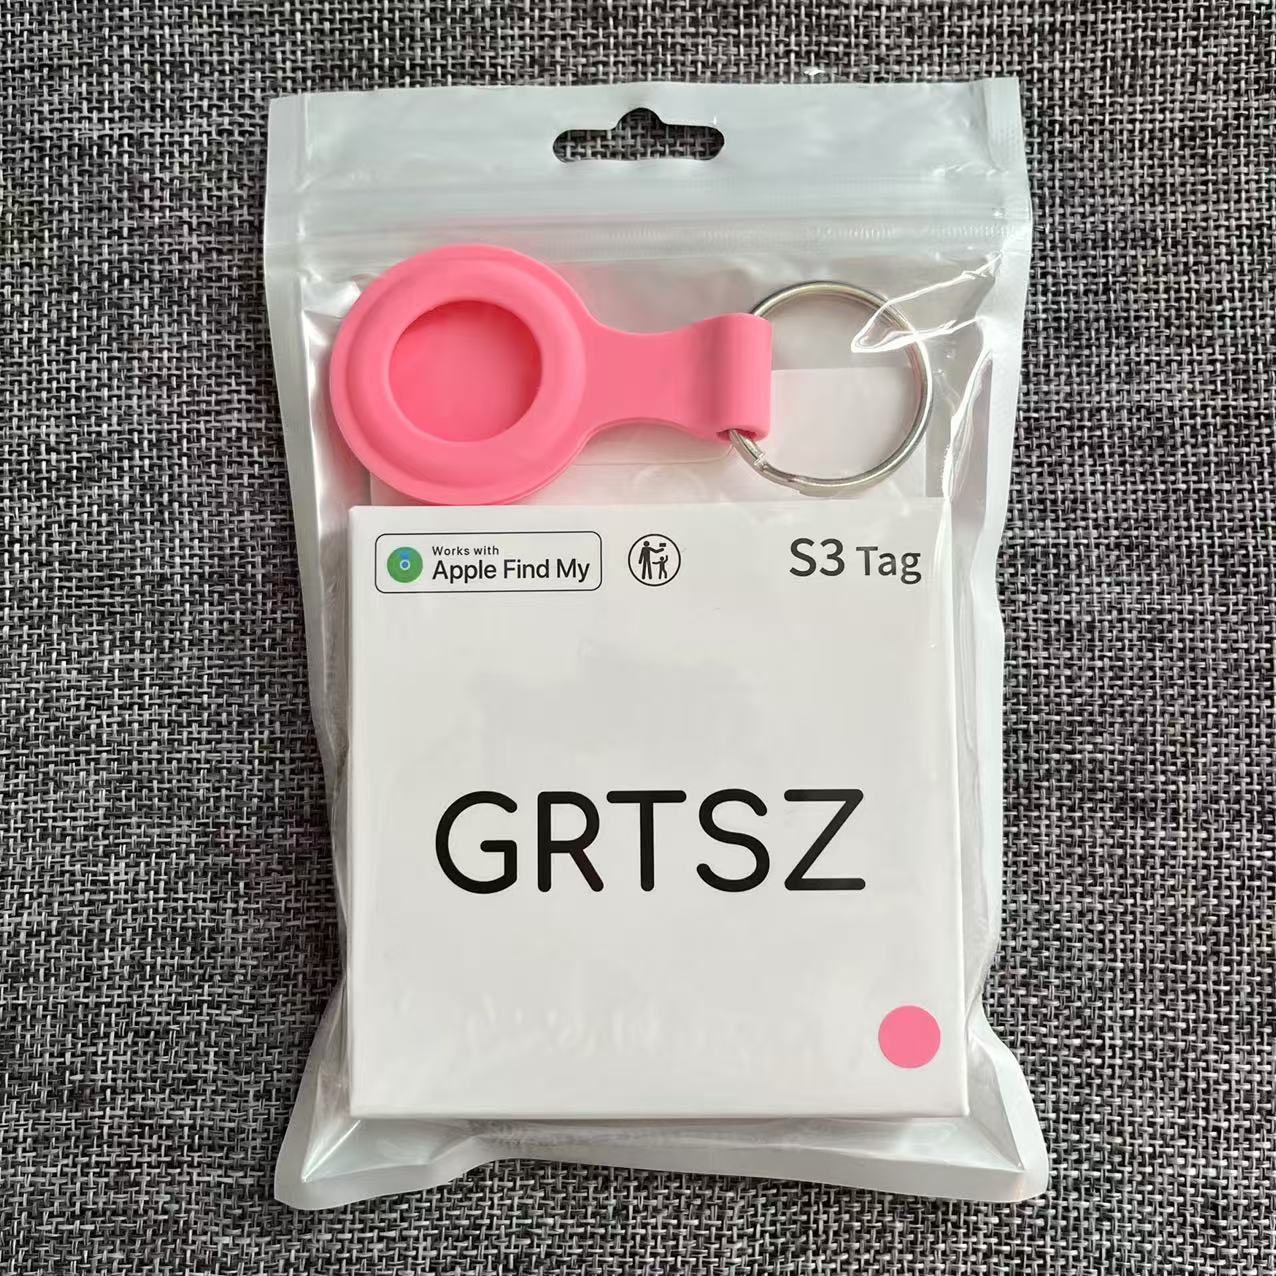 Works with
Apple Find My
S3 Tag
GRTSZ